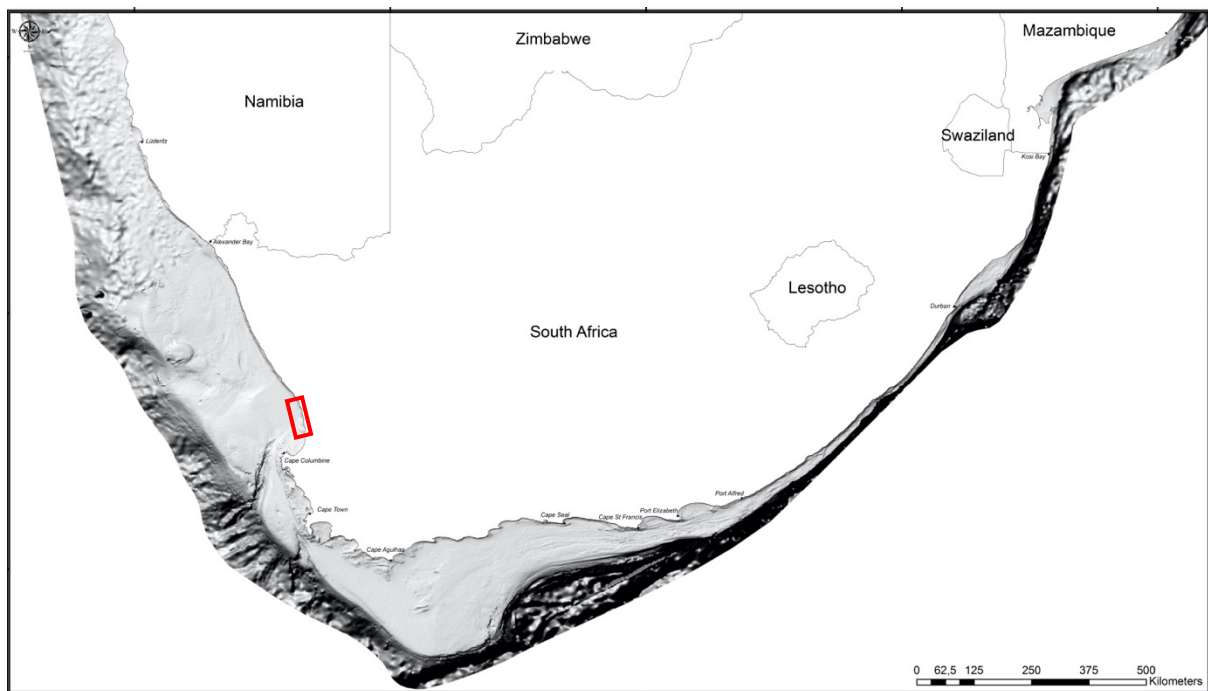 Zimbabwe
Mazambique
Namibia
Swaziland
Lüderitz
Kosi Bay
Alexander Bay
Lesotho
Durban
South Africa
Cape Columbine
Port Alfred
Cape Town
Cape Seal
Cape St Francis
Port Elizabeth
Cape Agulhas
0 62,5 125 250 375 500
Kilometers